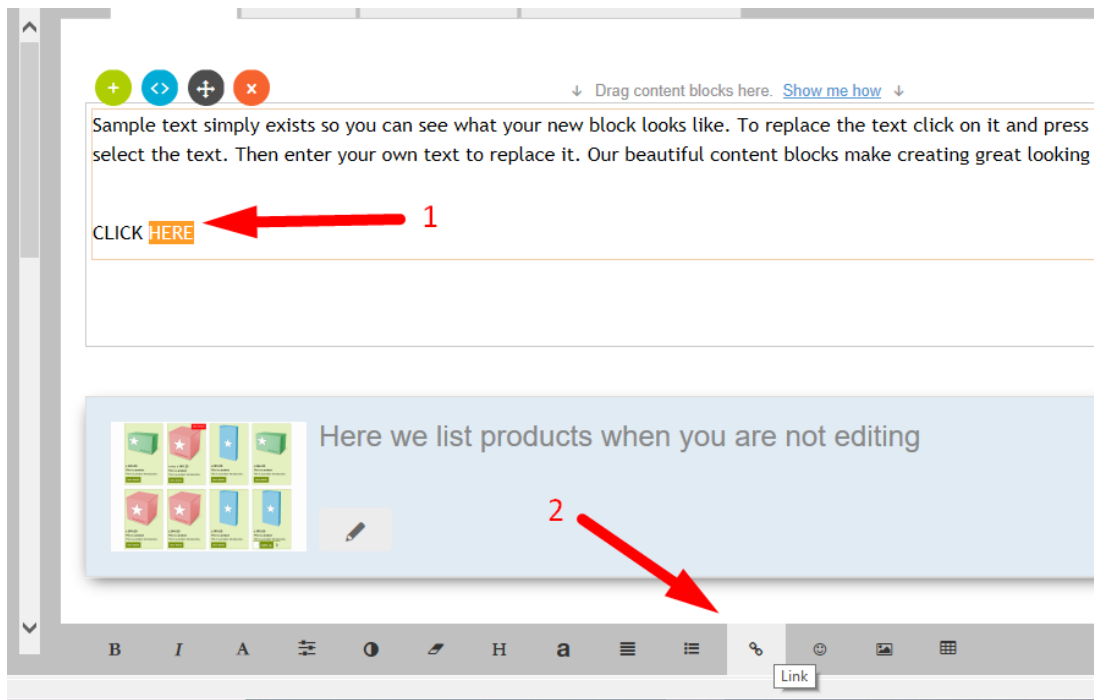 ↓ Drag content blocks here. Show me how ↓
Sample text simply exists so you can see what your new block looks like. To replace the text click on it and press
select the text. Then enter your own text to replace it. Our beautiful content blocks make creating great looking
CLICK HERE
1
Here we list products when you are not editing
2
B I A H a
Link